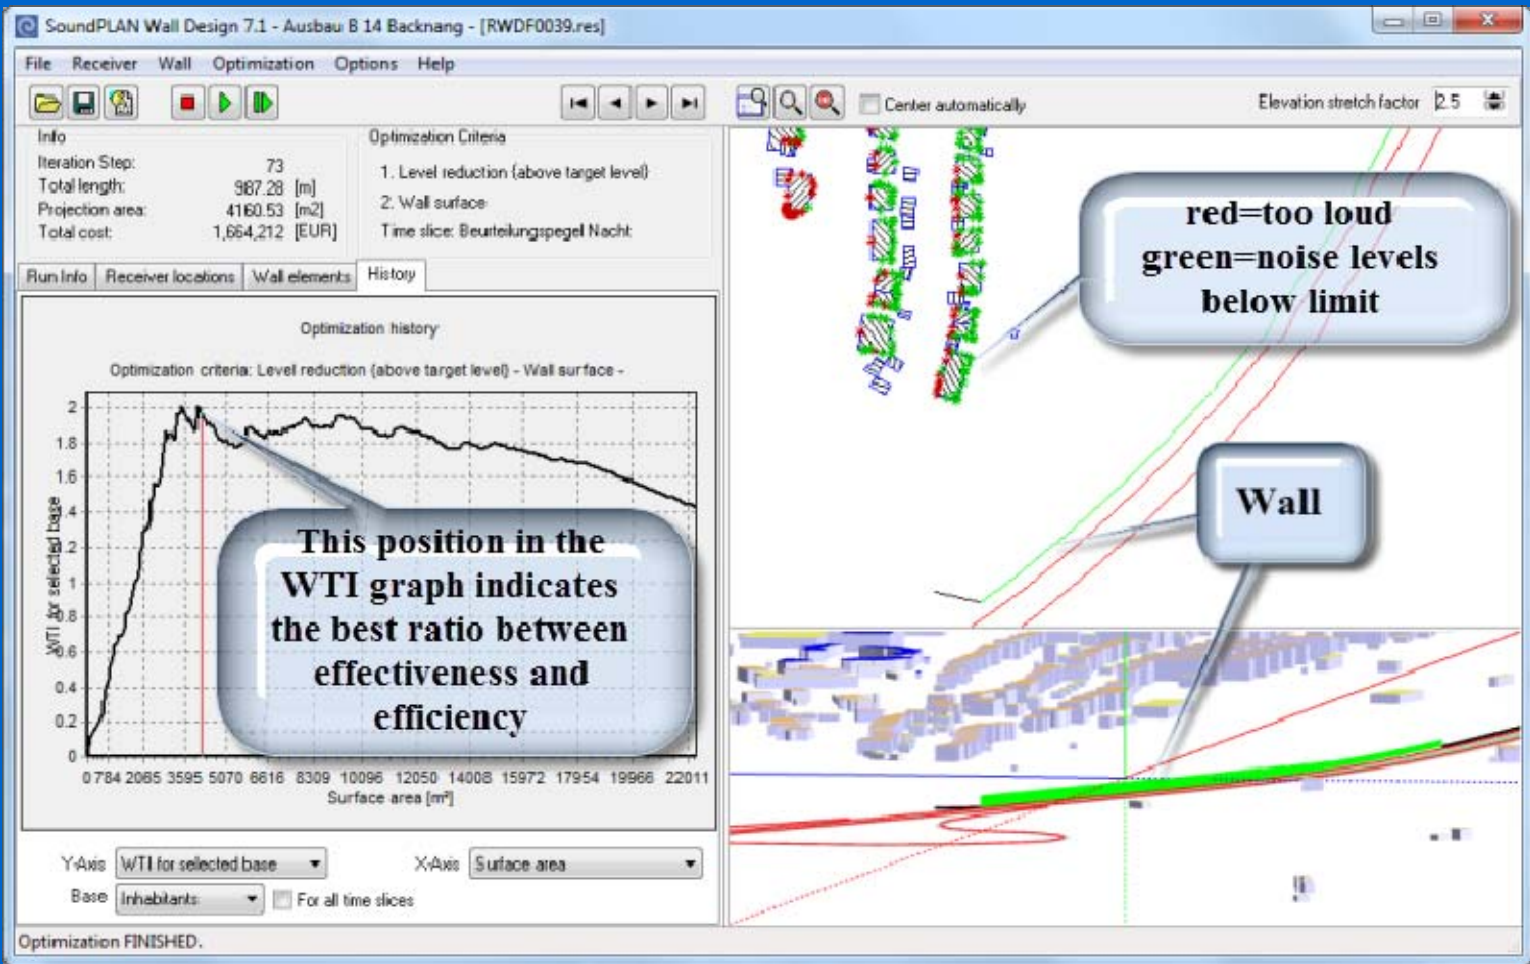 SoundPLAN Wall Design 7.1 - Ausbau B 14 Backnang - [RWDF0039.res]
File Receiver Wall Optimization Options Help
Center automatically
Elevation stretch factor 2.5
Info
Iteration Step: 73
Total length: 987.28 [m]
Projection area: 4160.53 [m2]
Total cost: 1,664,212 [EUR]
Optimization Criteria
1. Level reduction (above target level)
2. Wall surface
Time slice: Beurteilungspegel Nacht
Run Info Receiver locations Wall elements History
Optimization history
Optimization criteria: Level reduction (above target level) - Wall surface -
WTI for selected base
2
1.8
1.6
1.4
1.2
1
0.8
0.6
0.4
0.2
0
0 784 2065 3595 5070 6616 8309 10096 12050 14008 15972 17954 19966 22011
Surface area [m²]
This position in the
WTI graph indicates
the best ratio between
effectiveness and
efficiency
Y-Axis WTI for selected base
X-Axis Surface area
Base Inhabitants For all time slices
Optimization FINISHED.
red=too loud
green=noise levels
below limit
Wall